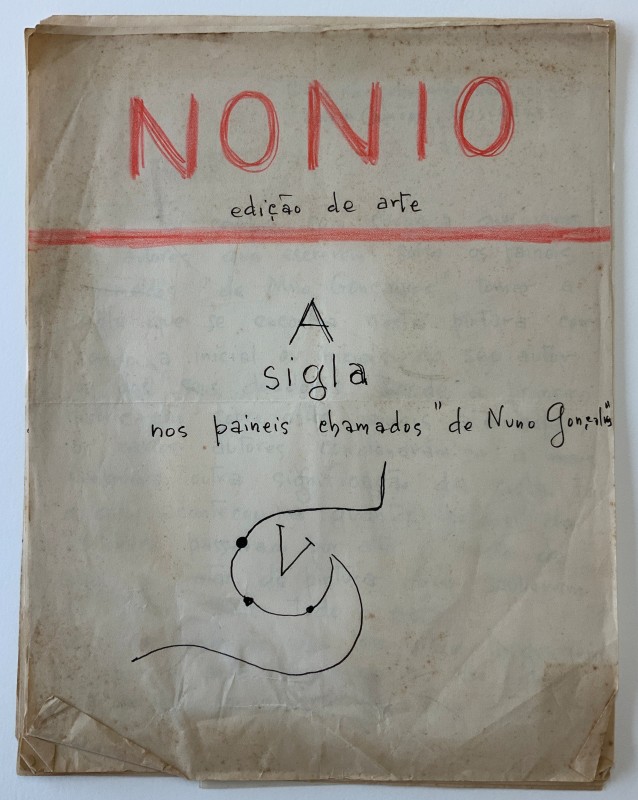 NONIO
edição de arte
A
sigla
nos paineis chamados "de Nuno Gonçalves"
V